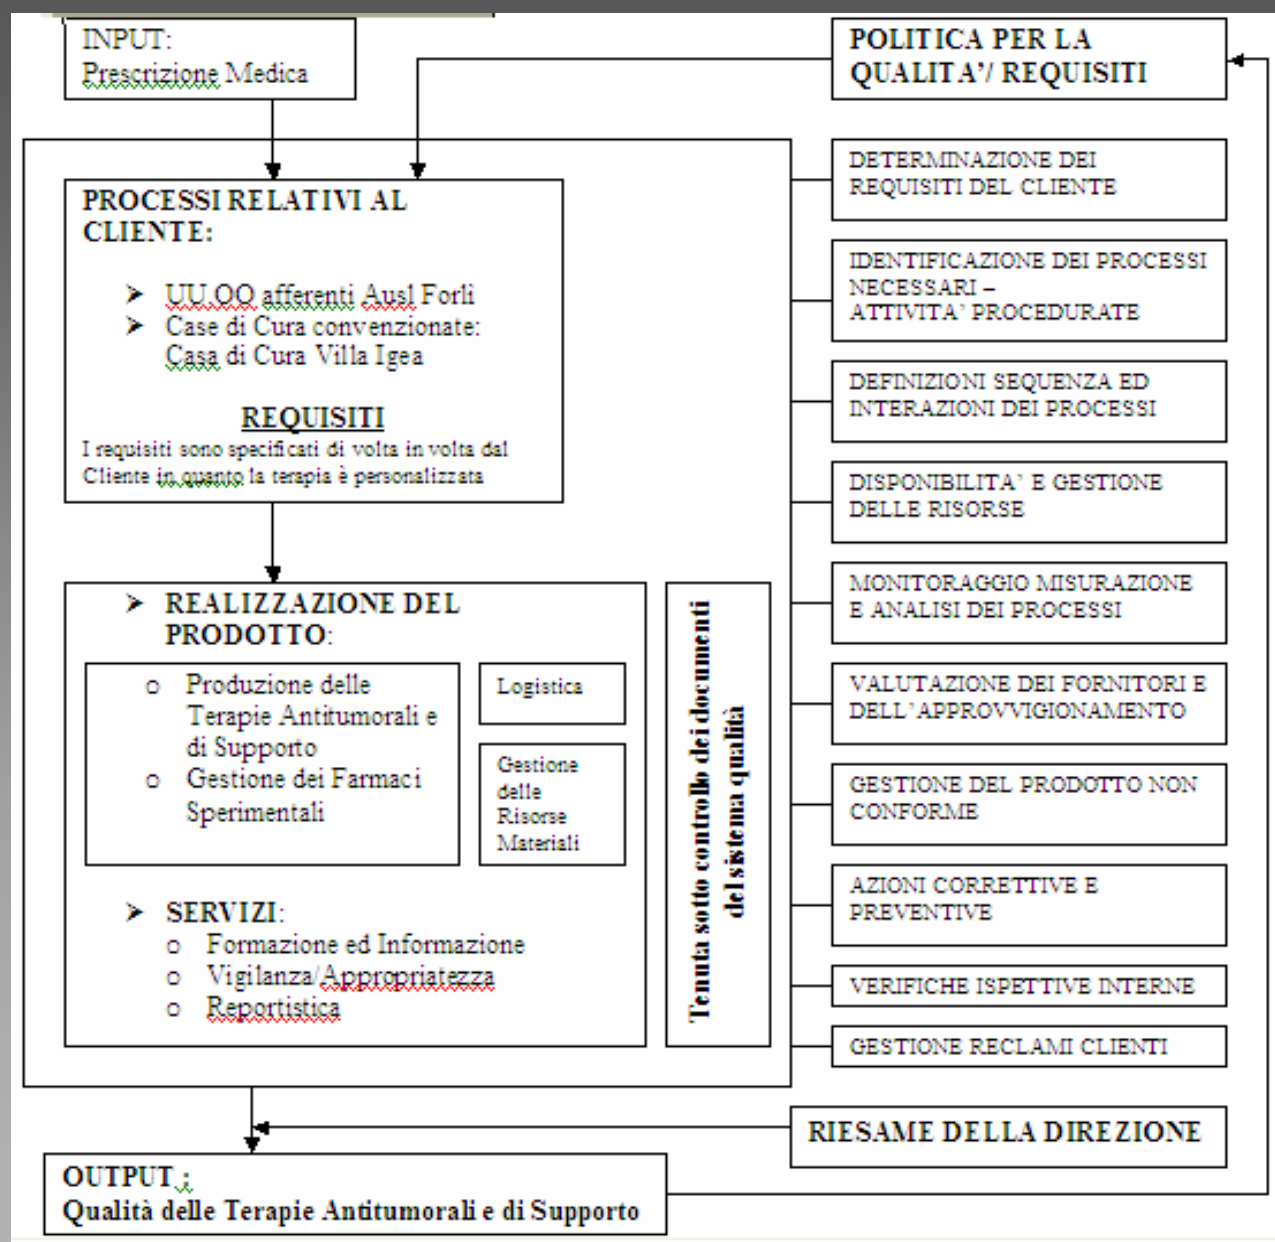 INPUT:
Prescrizione Medica
POLITICA PER LA
QUALITA’/ REQUISITI
PROCESSI RELATIVI AL
CLIENTE:
➤ UU.OO afferenti Ausl Forlì
➤ Case di Cura convenzionate:
Casa di Cura Villa Igea
REQUISITI
I requisiti sono specificati di volta in volta dal
Cliente in quanto la terapia è personalizzata
➤ REALIZZAZIONE DEL
PRODOTTO:
o Produzione delle
Terapie Antitumorali e
di Supporto
o Gestione dei Farmaci
Sperimentali
Logistica
Gestione
delle
Risorse
Materiali
➤ SERVIZI:
o Formazione ed Informazione
o Vigilanza/Appropriatezza
o Reportistica
Tenuta sotto controllo dei documenti
del sistema qualità
DETERMINAZIONE DEI
REQUISITI DEL CLIENTE
IDENTIFICAZIONE DEI PROCESSI
NECESSARI –
ATTIVITA’ PROCEDURATE
DEFINIZIONI SEQUENZA ED
INTERAZIONI DEI PROCESSI
DISPONIBILITA’ E GESTIONE
DELLE RISORSE
MONITORAGGIO MISURAZIONE
E ANALISI DEI PROCESSI
VALUTAZIONE DEI FORNITORI E
DELL’APPROVVIGIONAMENTO
GESTIONE DEL PRODOTTO NON
CONFORME
AZIONI CORRETTIVE E
PREVENTIVE
VERIFICHE ISPETTIVE INTERNE
GESTIONE RECLAMI CLIENTI
RIESAME DELLA DIREZIONE
OUTPUT :
Qualità delle Terapie Antitumorali e di Supporto